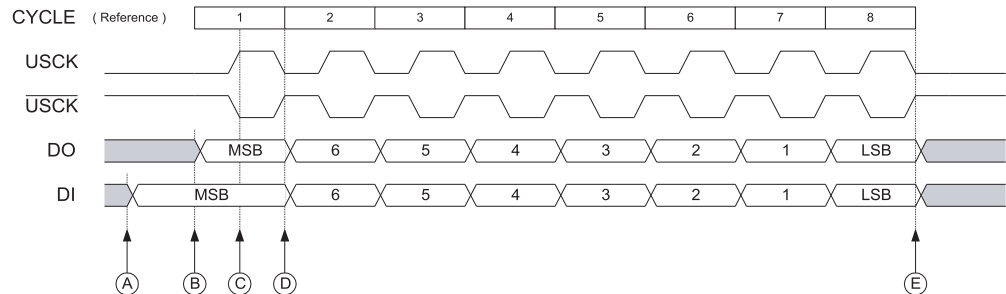 CYCLE ( Reference ) 1 2 3 4 5 6 7 8
USCK
USCK
DO MSB 6 5 4 3 2 1 LSB
DI MSB 6 5 4 3 2 1 LSB
A B C D E